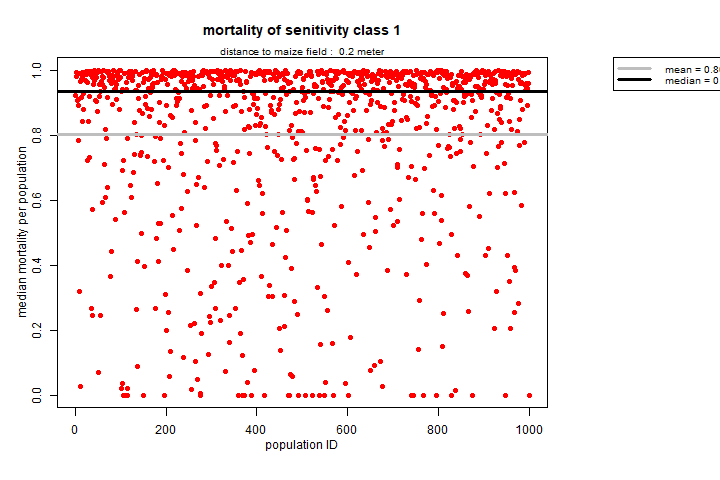 mortality of senitivity class 1
distance to maize field : 0.2 meter
median mortality per population
1.0
0.8
0.6
0.4
0.2
0.0
0 200 400 600 800 1000
population ID
mean = 0.80
median = 0